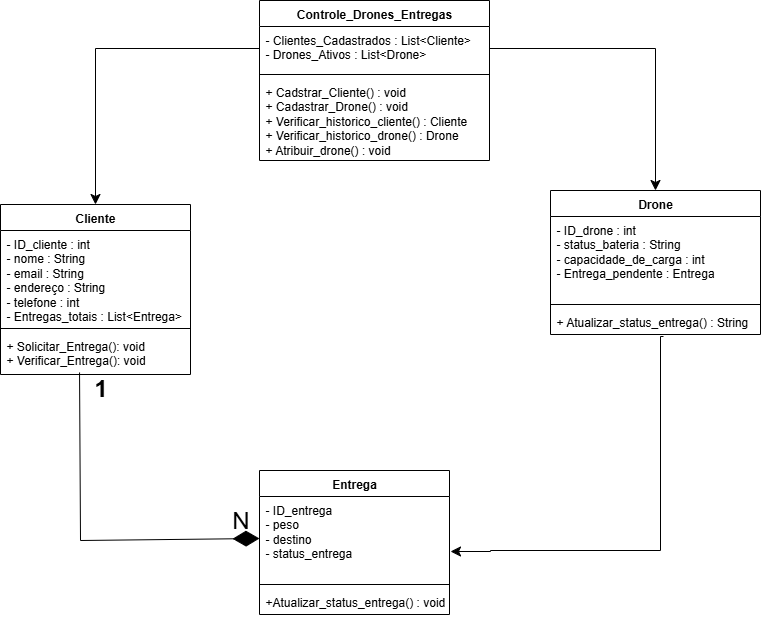 Controle_Drones_Entregas
- Clientes_Cadastrados : List<Cliente>
- Drones_Ativos : List<Drone>
+ Cadstrar_Cliente() : void
+ Cadastrar_Drone() : void
+ Verificar_historico_cliente() : Cliente
+ Verificar_historico_drone() : Drone
+ Atribuir_drone() : void
Cliente
- ID_cliente : int
- nome : String
- email : String
- endereço : String
- telefone : int
- Entregas_totais : List<Entrega>
+ Solicitar_Entrega(): void
+ Verificar_Entrega(): void
Drone
- ID_drone : int
- status_bateria : String
- capacidade_de_carga : int
- Entrega_pendente : Entrega
+ Atualizar_status_entrega() : String
1
N
Entrega
- ID_entrega
- peso
- destino
- status_entrega
+Atualizar_status_entrega() : void